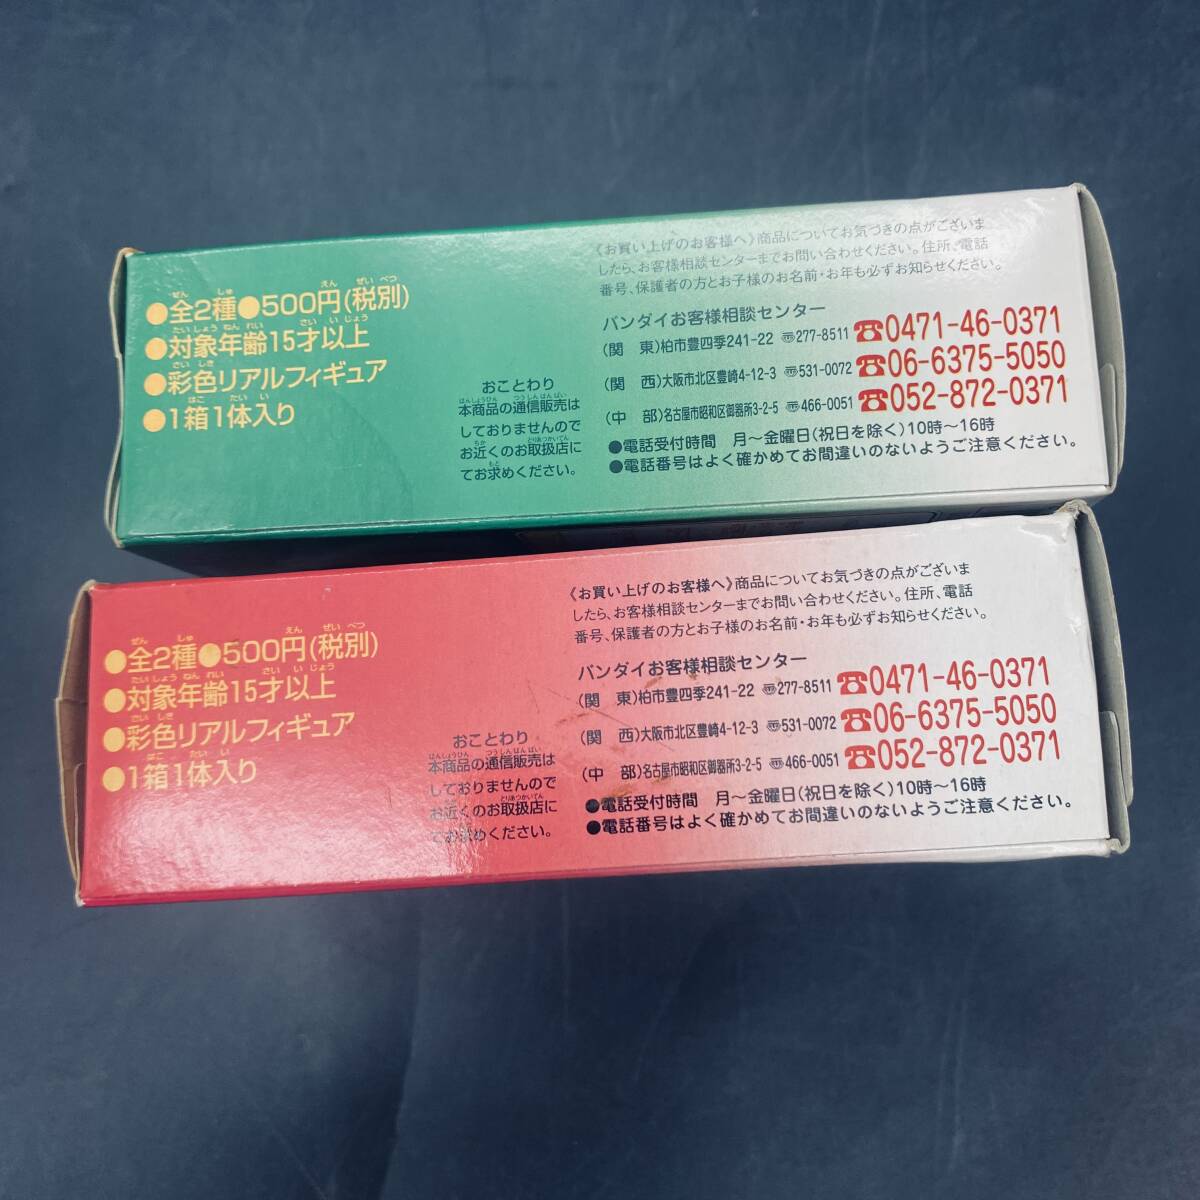 ●全2種●500円(税別)
●対象年齢15才以上
●彩色リアルフィギュア
●1箱1体入り
おことわり
本商品の通信販売は
しておりませんので
お近くのお取扱店に
てお求めください。
《お買い上げのお客様へ》商品についてお気づきの点がございま
したら、お客様相談センターまでお問い合わせください。住所、電話
番号、保護者の方とお子様のお名前・お年も必ずお知らせください。
バンダイお客様相談センター
(関 東)柏市豊四季241-22 〠277-8511 ☎0471-46-0371
(関 西)大阪市北区豊崎4-12-3 〠531-0072 ☎06-6375-5050
(中 部)名古屋市昭和区御器所3-2-5 〠466-0051 ☎052-872-0371
●電話受付時間 月〜金曜日(祝日を除く)10時〜16時
●電話番号はよく確かめてお間違いのないようご注意ください。
●全2種●500円(税別)
●対象年齢15才以上
●彩色リアルフィギュア
●1箱1体入り
おことわり
本商品の通信販売は
しておりませんので
お近くのお取扱店に
てお求めください。
《お買い上げのお客様へ》商品についてお気づきの点がございま
したら、お客様相談センターまでお問い合わせください。住所、電話
番号、保護者の方とお子様のお名前・お年も必ずお知らせください。
バンダイお客様相談センター
(関 東)柏市豊四季241-22 〠277-8511 ☎0471-46-0371
(関 西)大阪市北区豊崎4-12-3 〠531-0072 ☎06-6375-5050
(中 部)名古屋市昭和区御器所3-2-5 〠466-0051 ☎052-872-0371
●電話受付時間 月〜金曜日(祝日を除く)10時〜16時
●電話番号はよく確かめてお間違いのないようご注意ください。